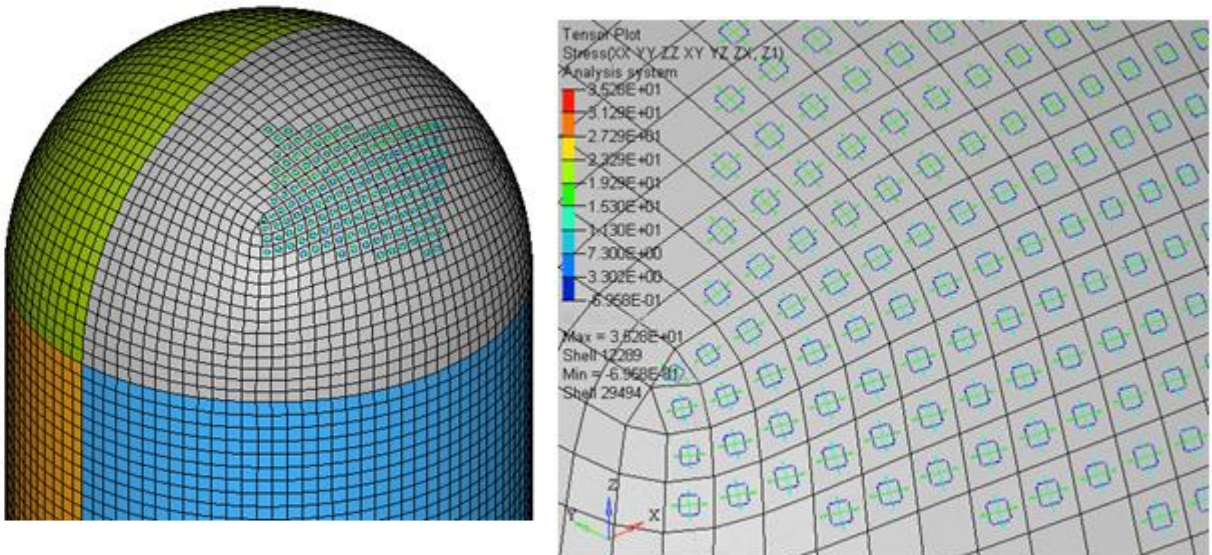 Tensor Plot
Stress(XX YY ZZ XY YZ ZX, Z1)
Analysis system
3.528E+01
3.129E+01
2.729E+01
2.329E+01
1.929E+01
1.530E+01
1.130E+01
7.300E+00
3.302E+00
-6.958E-01
Max = 3.528E+01
Shell 12289
Min = -6.958E-01
Shell 29494
Z
Y
X